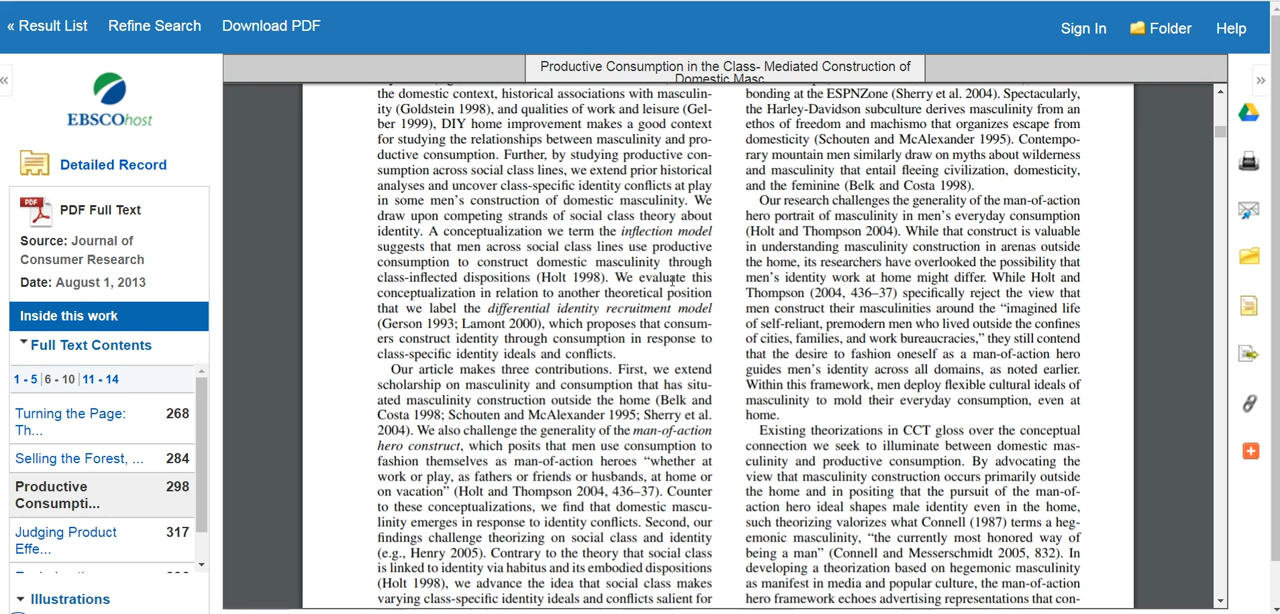 « Result List
Refine Search
Download PDF
Sign In
Folder
Help
«
EBSCOhost
Detailed Record
PDF
PDF Full Text
Source: Journal of
Consumer Research
Date: August 1, 2013
Inside this work
Full Text Contents
1 - 5 | 6 - 10 | 11 - 14
Turning the Page:
Th...
268
Selling the Forest, ...
284
Productive
Consumpti...
298
Judging Product
Effe...
317
Illustrations
Productive Consumption in the Class- Mediated Construction of
Domestic Masc
the domestic context, historical associations with masculin-
ity (Goldstein 1998), and qualities of work and leisure (Gel-
ber 1999), DIY home improvement makes a good context
for studying the relationships between masculinity and pro-
ductive consumption. Further, by studying productive con-
sumption across social class lines, we extend prior historical
analyses and uncover class-specific identity conflicts at play
in some men's construction of domestic masculinity. We
draw upon competing strands of social class theory about
identity. A conceptualization we term the inflection model
suggests that men across social class lines use productive
consumption to construct domestic masculinity through
class-inflected dispositions (Holt 1998). We evaluate this
conceptualization in relation to another theoretical position
that we label the differential identity recruitment model
(Gerson 1993; Lamont 2000), which proposes that consum-
ers construct identity through consumption in response to
class-specific identity ideals and conflicts.
Our article makes three contributions. First, we extend
scholarship on masculinity and consumption that has situ-
ated masculinity construction outside the home (Belk and
Costa 1998; Schouten and McAlexander 1995; Sherry et al.
2004). We also challenge the generality of the man-of-action
hero construct, which posits that men use consumption to
fashion themselves as man-of-action heroes “whether at
work or play, as fathers or friends or husbands, at home or
on vacation” (Holt and Thompson 2004, 436–37). Counter
to these conceptualizations, we find that domestic mascu-
linity emerges in response to identity conflicts. Second, our
findings challenge theorizing on social class and identity
(e.g., Henry 2005). Contrary to the theory that social class
is linked to identity via habitus and its embodied dispositions
(Holt 1998), we advance the idea that social class makes
varying class-specific identity ideals and conflicts salient for
bonding at the ESPNZone (Sherry et al. 2004). Spectacularly,
the Harley-Davidson subculture derives masculinity from an
ethos of freedom and machismo that organizes escape from
domesticity (Schouten and McAlexander 1995). Contempo-
rary mountain men similarly draw on myths about wilderness
and masculinity that entail fleeing civilization, domesticity,
and the feminine (Belk and Costa 1998).
Our research challenges the generality of the man-of-action
hero portrait of masculinity in men's everyday consumption
(Holt and Thompson 2004). While that construct is valuable
in understanding masculinity construction in arenas outside
the home, its researchers have overlooked the possibility that
men's identity work at home might differ. While Holt and
Thompson (2004, 436–37) specifically reject the view that
men construct their masculinities around the “imagined life
of self-reliant, premodern men who lived outside the confines
of cities, families, and work bureaucracies,” they still contend
that the desire to fashion oneself as a man-of-action hero
guides men's identity across all domains, as noted earlier.
Within this framework, men deploy flexible cultural ideals of
masculinity to mold their everyday consumption, even at
home.
Existing theorizations in CCT gloss over the conceptual
connection we seek to illuminate between domestic mas-
culinity and productive consumption. By advocating the
view that masculinity construction occurs primarily outside
the home and in positing that the pursuit of the man-of-
action hero ideal shapes male identity even in the home,
such theorizing valorizes what Connell (1987) terms a heg-
emonic masculinity, “the currently most honored way of
being a man” (Connell and Messerschmidt 2005, 832). In
developing a theorization based on hegemonic masculinity
as manifest in media and popular culture, the man-of-action
hero framework echoes advertising representations that con-
»